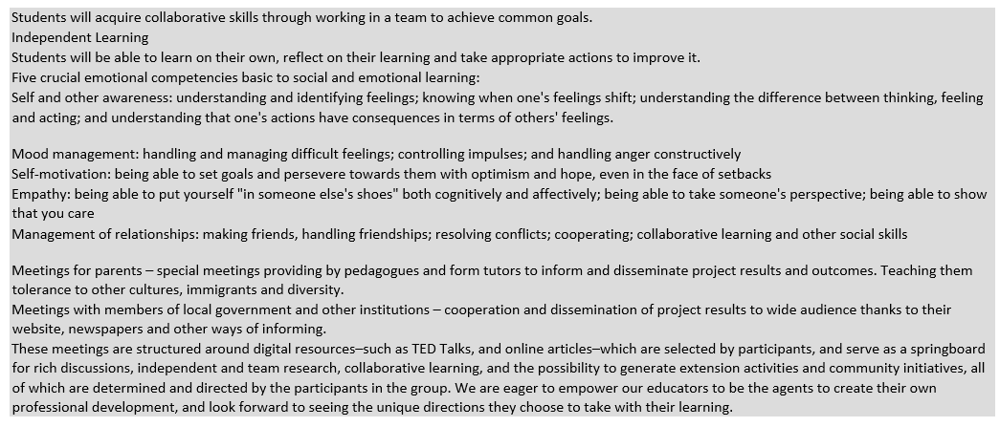 Students will acquire collaborative skills through working in a team to achieve common goals.
Independent Learning
Students will be able to learn on their own, reflect on their learning and take appropriate actions to improve it.
Five crucial emotional competencies basic to social and emotional learning:
Self and other awareness: understanding and identifying feelings; knowing when one's feelings shift; understanding the difference between thinking, feeling
and acting; and understanding that one's actions have consequences in terms of others' feelings.
Mood management: handling and managing difficult feelings; controlling impulses; and handling anger constructively
Self-motivation: being able to set goals and persevere towards them with optimism and hope, even in the face of setbacks
Empathy: being able to put yourself "in someone else's shoes" both cognitively and affectively; being able to take someone's perspective; being able to show
that you care
Management of relationships: making friends, handling friendships; resolving conflicts; cooperating; collaborative learning and other social skills
Meetings for parents – special meetings providing by pedagogues and form tutors to inform and disseminate project results and outcomes. Teaching them
tolerance to other cultures, immigrants and diversity.
Meetings with members of local government and other institutions – cooperation and dissemination of project results to wide audience thanks to their
website, newspapers and other ways of informing.
These meetings are structured around digital resources—such as TED Talks, and online articles—which are selected by participants, and serve as a springboard
for rich discussions, independent and team research, collaborative learning, and the possibility to generate extension activities and community initiatives, all
of which are determined and directed by the participants in the group. We are eager to empower our educators to be the agents to create their own
professional development, and look forward to seeing the unique directions they choose to take with their learning.